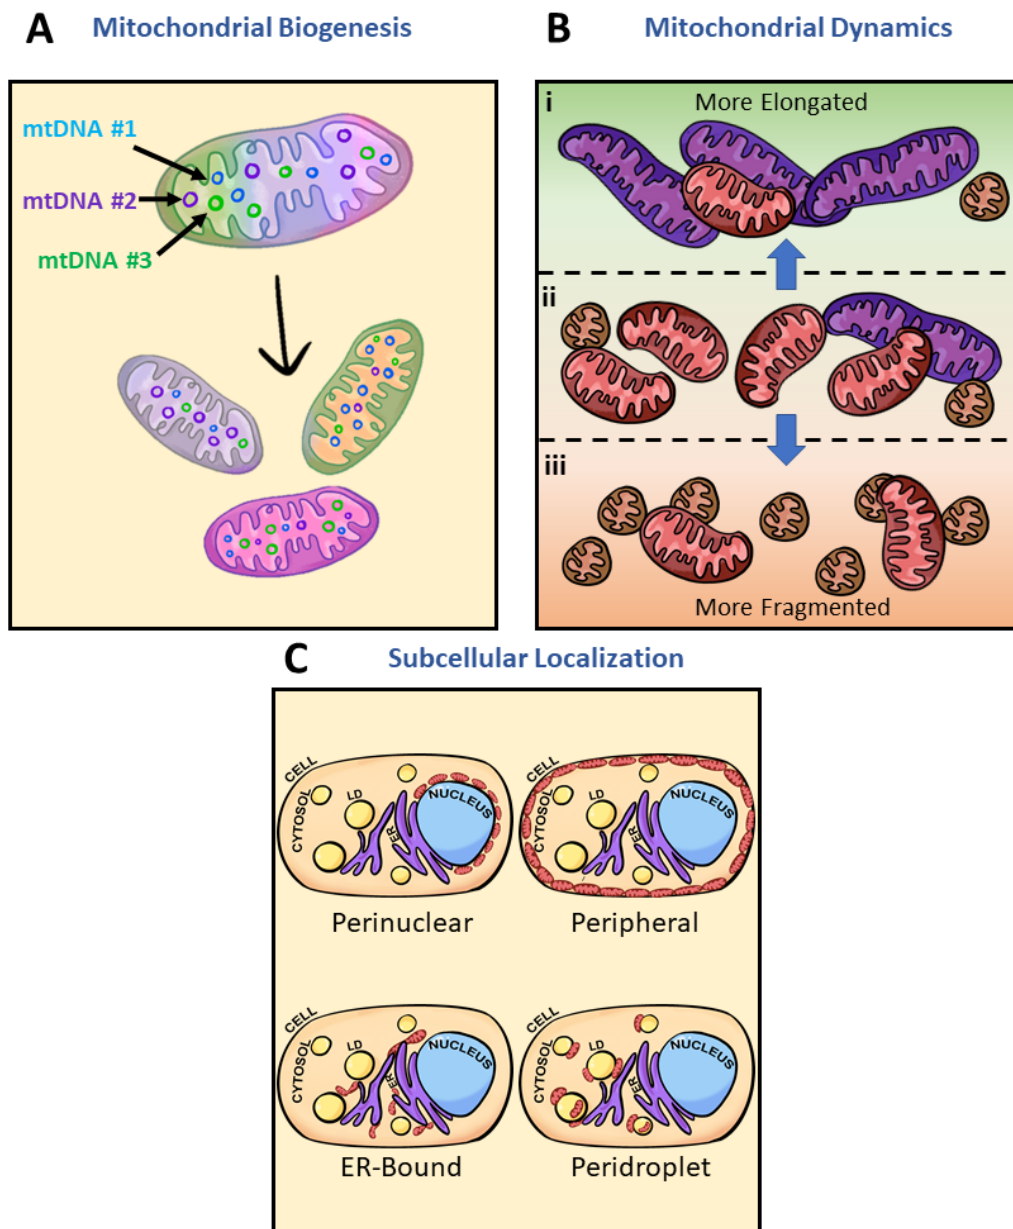 A
Mitochondrial Biogenesis
mtDNA #1
mtDNA #2
mtDNA #3
B
Mitochondrial Dynamics
i
More Elongated
ii
iii
More Fragmented
C
Subcellular Localization
CELL
CYTOSOL
LD
ER
NUCLEUS
Perinuclear
CELL
CYTOSOL
LD
ER
NUCLEUS
Peripheral
CELL
CYTOSOL
LD
ER
NUCLEUS
ER-Bound
CELL
CYTOSOL
LD
ER
NUCLEUS
Peridroplet